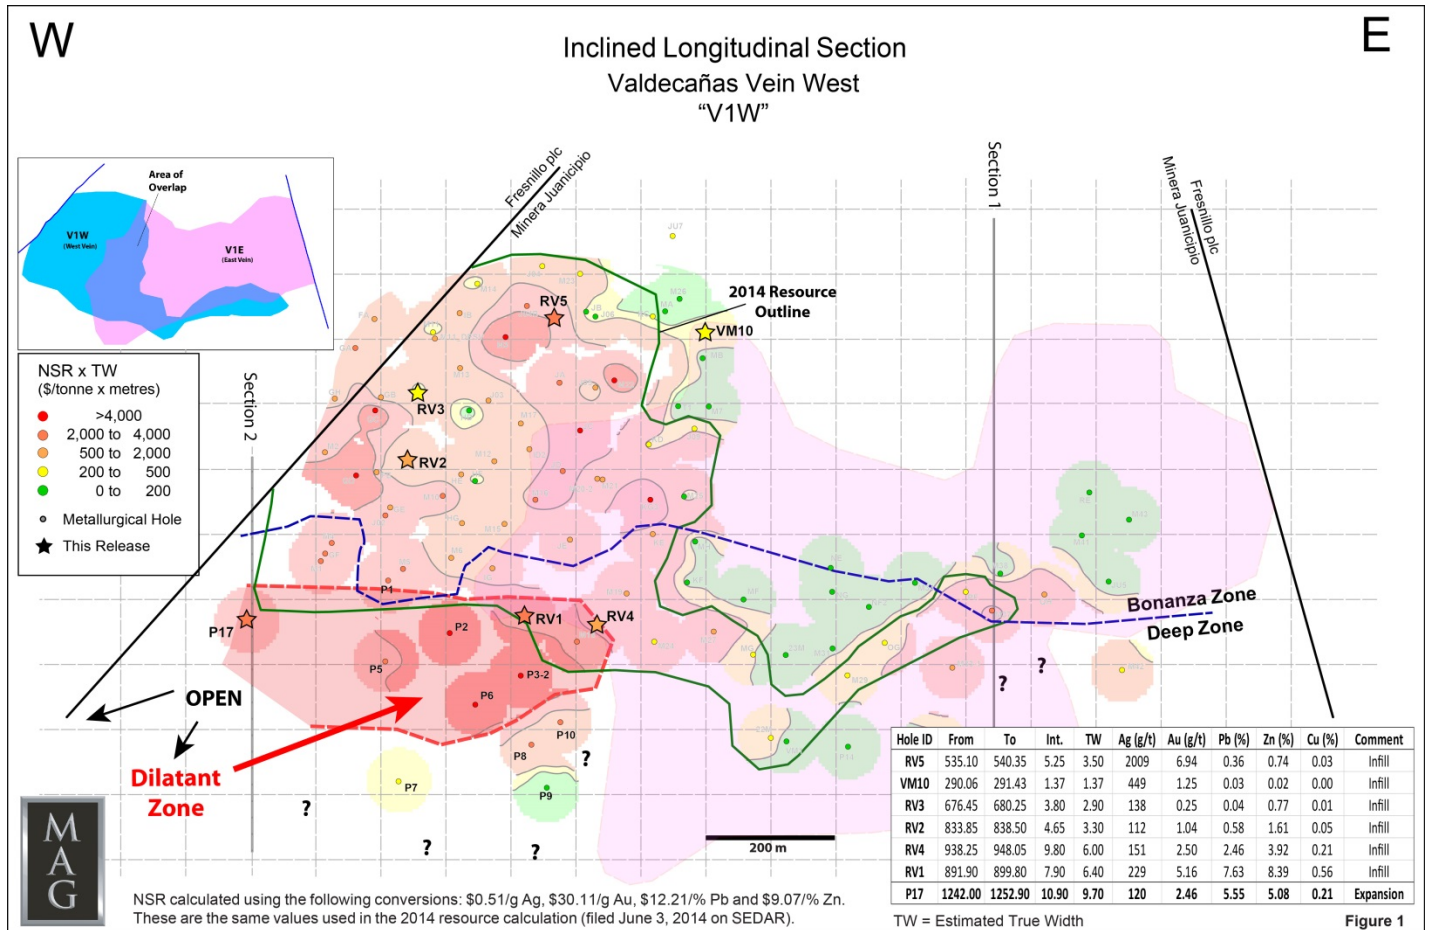 W
E
Inclined Longitudinal Section
Valdecañas Vein West
“V1W”
Area of
Overlap
V1W
(West Vein)
V1E
(East Vein)
Fresnillo plc
Minera Juanicipio
Section 1
Fresnillo plc
Minera Juanicipio
JU7
2014 Resource
Outline
RV5
VM10
RV3
RV2
NSR x TW
($/tonne x metres)
>4,000
2,000 to 4,000
500 to 2,000
200 to 500
0 to 200
Metallurgical Hole
This Release
Section 2
P1
P17
P2
RV1
RV4
P5
P3-2
P6
P10
P8
P7
P9
Bonanza Zone
Deep Zone
?
?
?
?
?
?
OPEN
Dilatant
Zone
200 m
MAG
Hole ID From To Int. TW Ag (g/t) Au (g/t) Pb (%) Zn (%) Cu (%) Comment
RV5 535.10 540.35 5.25 3.50 2009 6.94 0.36 0.74 0.03 Infill
VM10 290.06 291.43 1.37 1.37 449 1.25 0.03 0.02 0.00 Infill
RV3 676.45 680.25 3.80 2.90 138 0.25 0.04 0.77 0.01 Infill
RV2 833.85 838.50 4.65 3.30 112 1.04 0.58 1.61 0.05 Infill
RV4 938.25 948.05 9.80 6.00 151 2.50 2.46 3.92 0.21 Infill
RV1 891.90 899.80 7.90 6.40 229 5.16 7.63 8.39 0.56 Infill
P17 1242.00 1252.90 10.90 9.70 120 2.46 5.55 5.08 0.21 Expansion
NSR calculated using the following conversions: $0.51/g Ag, $30.11/g Au, $12.21/% Pb and $9.07/% Zn.
These are the same values used in the 2014 resource calculation (filed June 3, 2014 on SEDAR).
TW = Estimated True Width
Figure 1